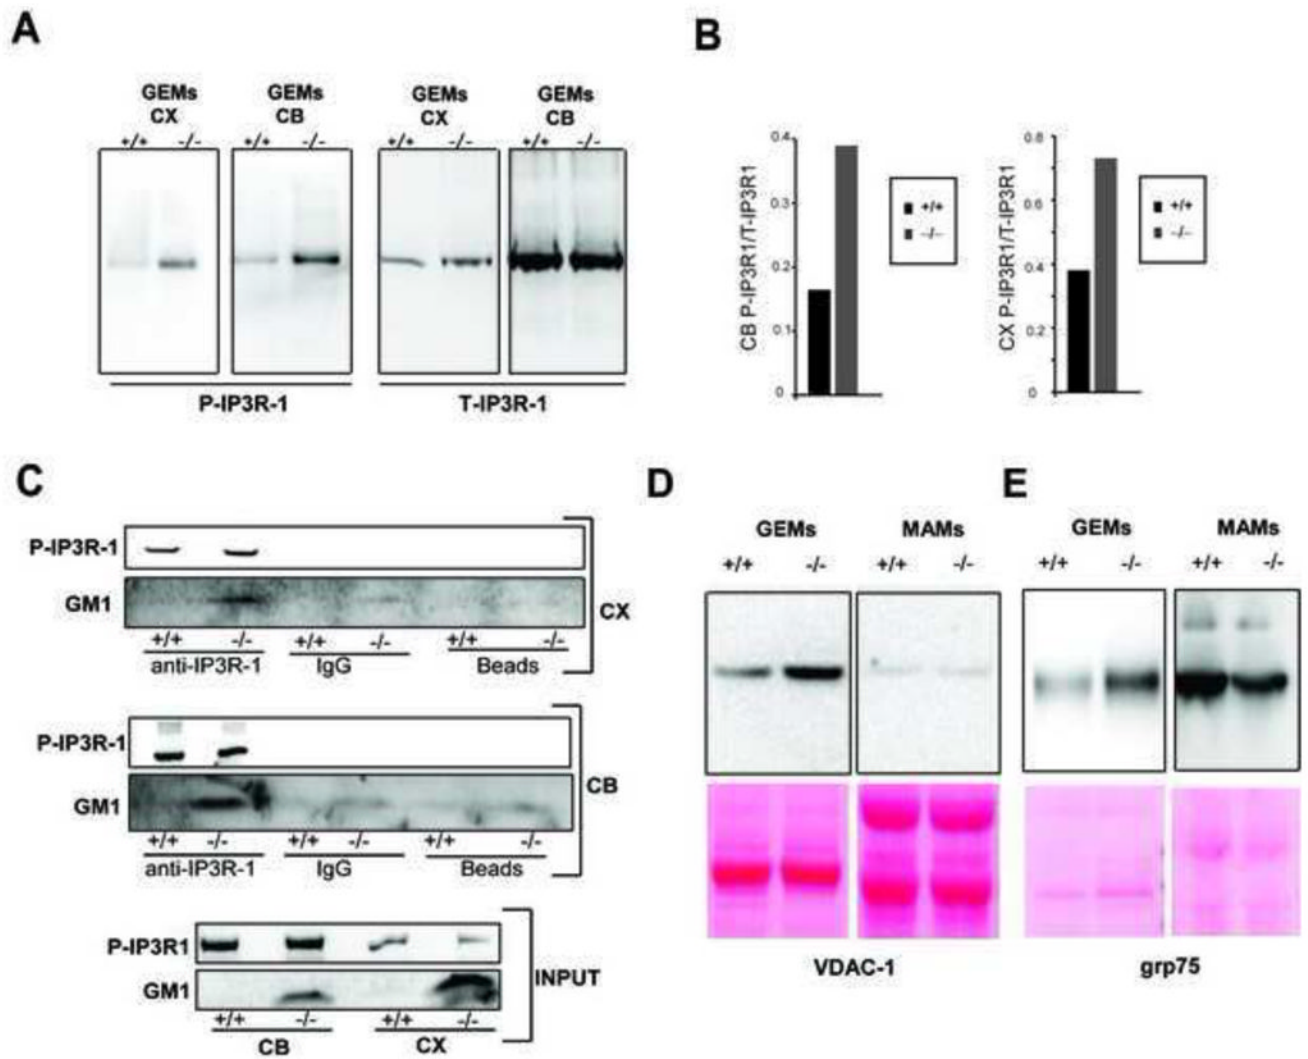 A
GEMs CX
GEMs CB
GEMs CX
GEMs CB
+/+ -/- +/+ -/- +/+ -/- +/+ -/-
P-IP3R-1
T-IP3R-1
B
CB P-IP3R1/T-IP3R1
0.4
0.3
0.2
0.1
0
+/+
-/-
CX P-IP3R1/T-IP3R1
0.8
0.6
0.4
0.2
0
+/+
-/-
C
P-IP3R-1
GM1
CX
+/+ -/- +/+ -/- +/+ -/-
anti-IP3R-1 IgG Beads
P-IP3R-1
GM1
CB
+/+ -/- +/+ -/- +/+ -/-
anti-IP3R-1 IgG Beads
P-IP3R1
GM1
INPUT
+/+ -/- +/+ -/-
CB CX
D
GEMs MAMs
+/+ -/- +/+ -/-
VDAC-1
E
GEMs MAMs
+/+ -/- +/+ -/-
grp75